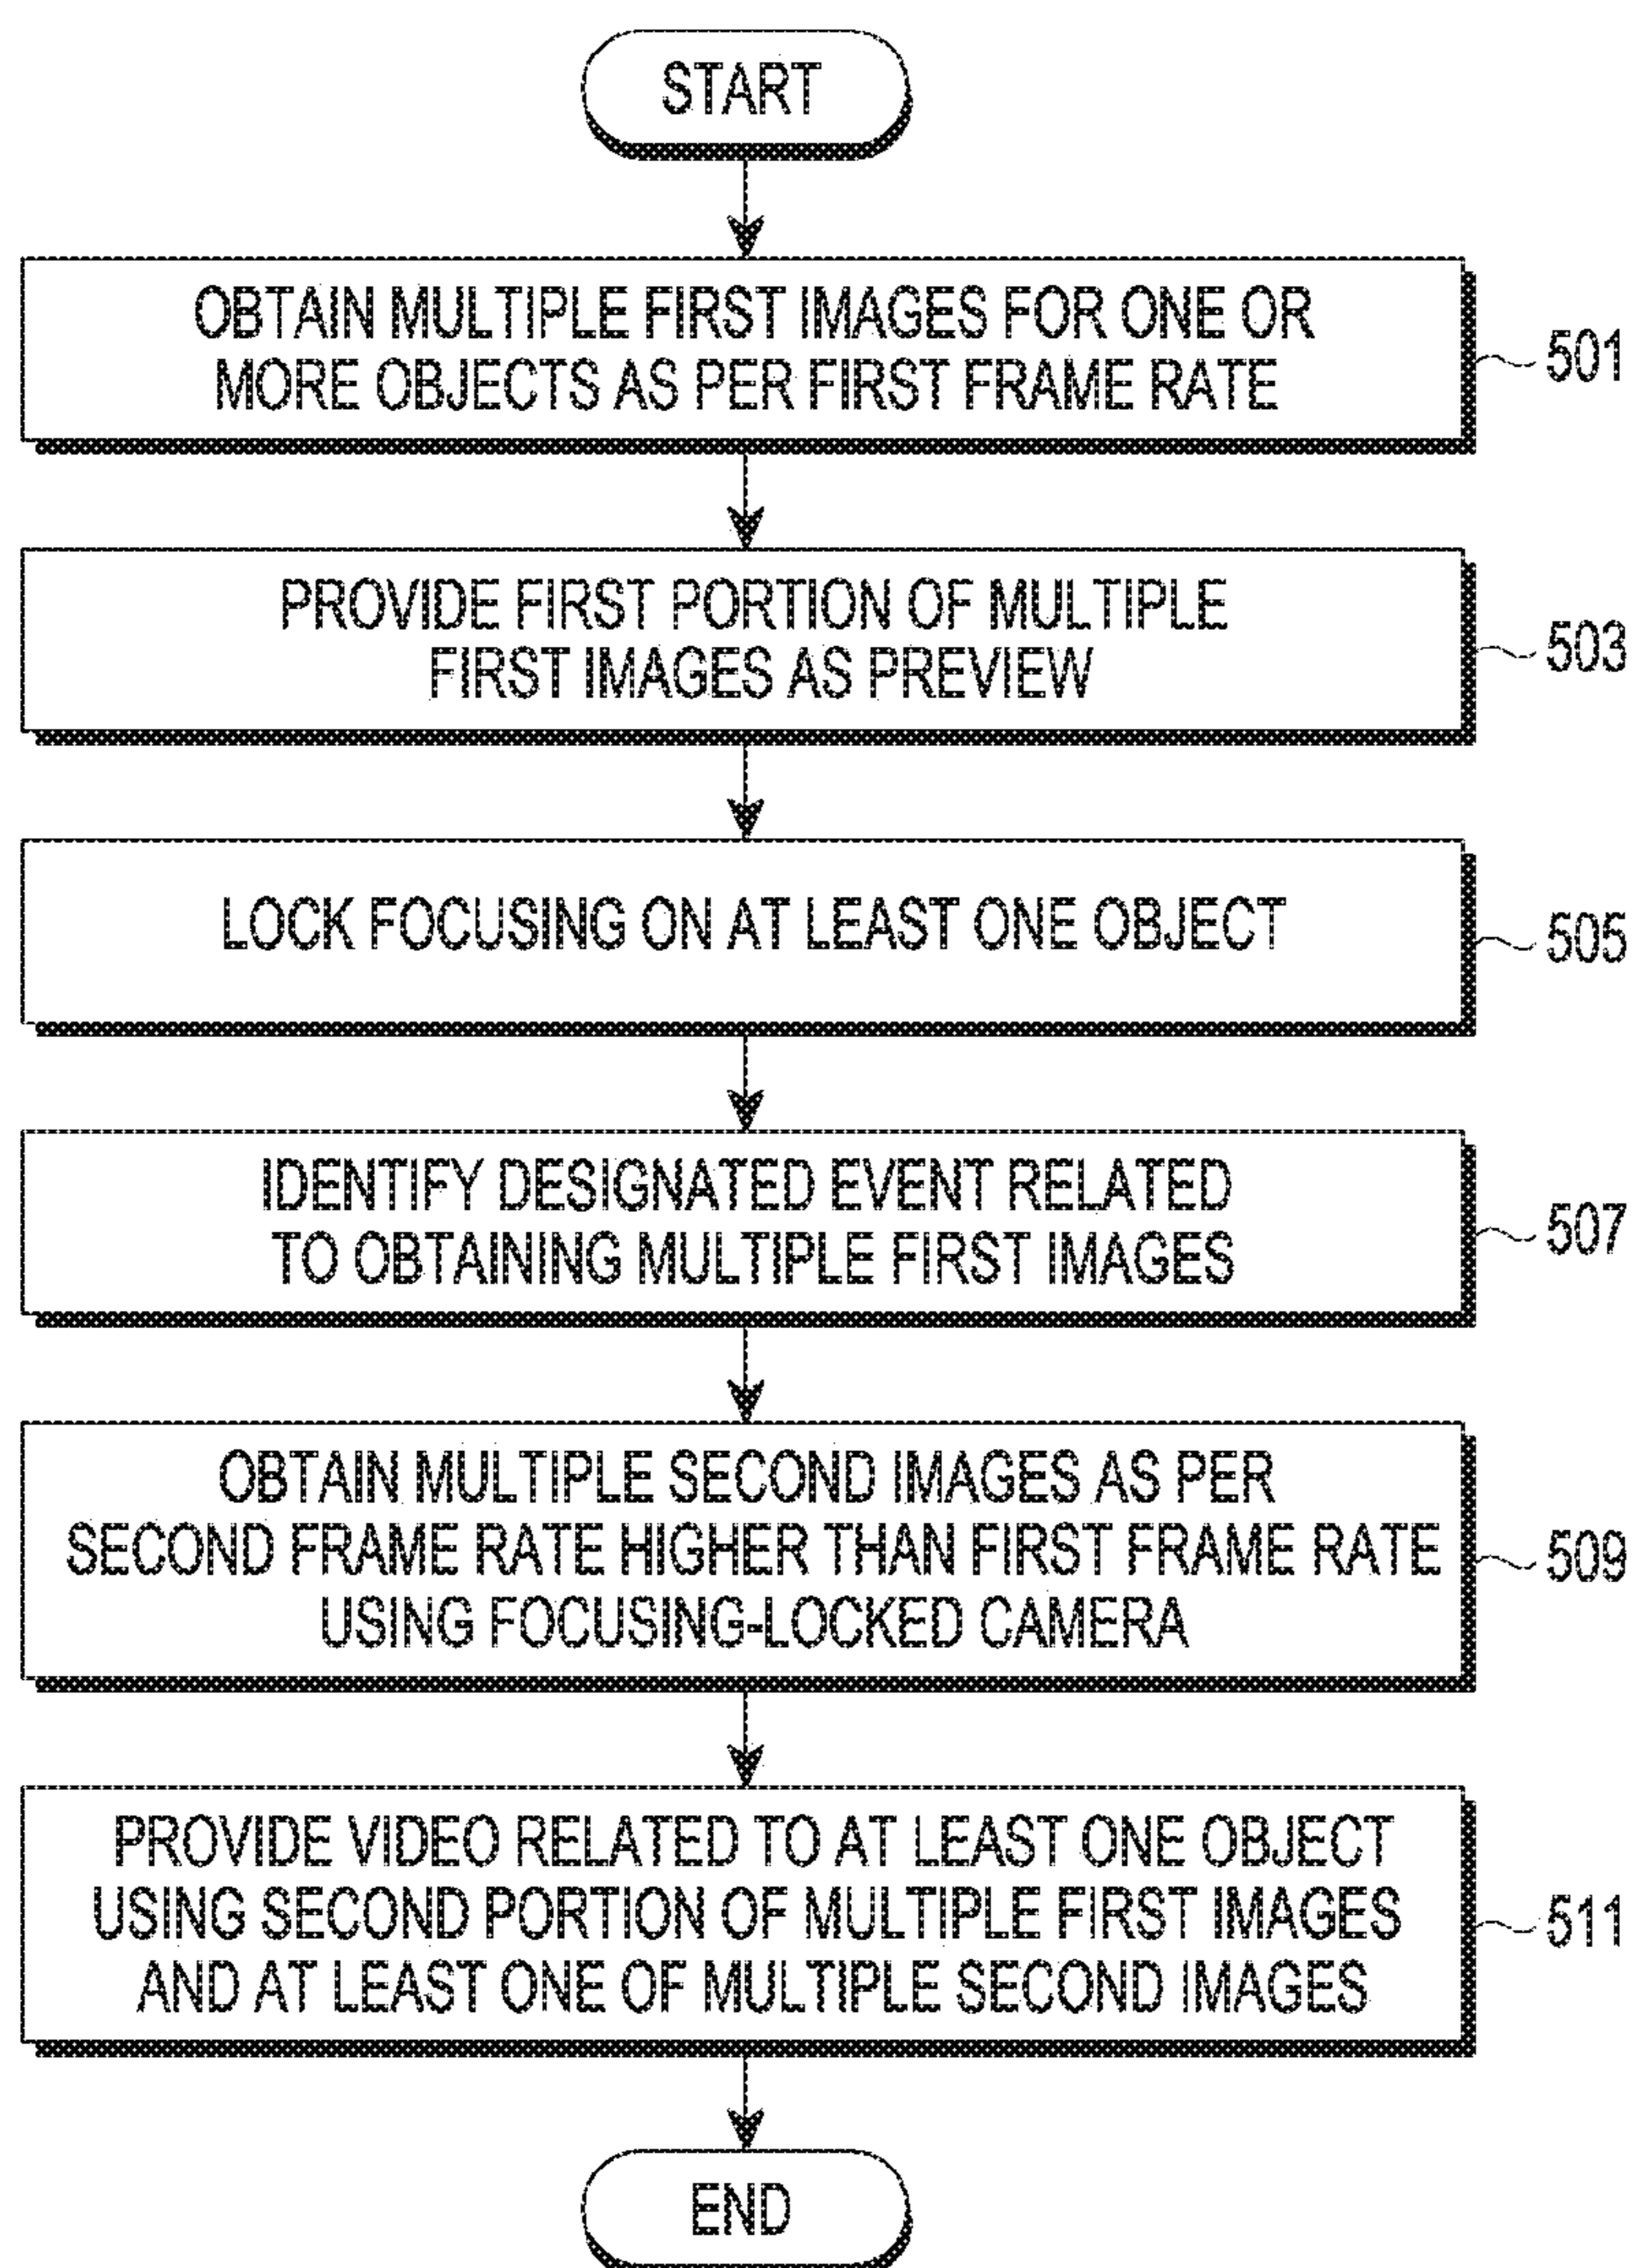 START
OBTAIN MULTIPLE FIRST IMAGES FOR ONE OR
MORE OBJECTS AS PER FIRST FRAME RATE
501
PROVIDE FIRST PORTION OF MULTIPLE
FIRST IMAGES AS PREVIEW
503
LOCK FOCUSING ON AT LEAST ONE OBJECT
505
IDENTIFY DESIGNATED EVENT RELATED
TO OBTAINING MULTIPLE FIRST IMAGES
507
OBTAIN MULTIPLE SECOND IMAGES AS PER
SECOND FRAME RATE HIGHER THAN FIRST FRAME RATE
USING FOCUSING-LOCKED CAMERA
509
PROVIDE VIDEO RELATED TO AT LEAST ONE OBJECT
USING SECOND PORTION OF MULTIPLE FIRST IMAGES
AND AT LEAST ONE OF MULTIPLE SECOND IMAGES
511
END